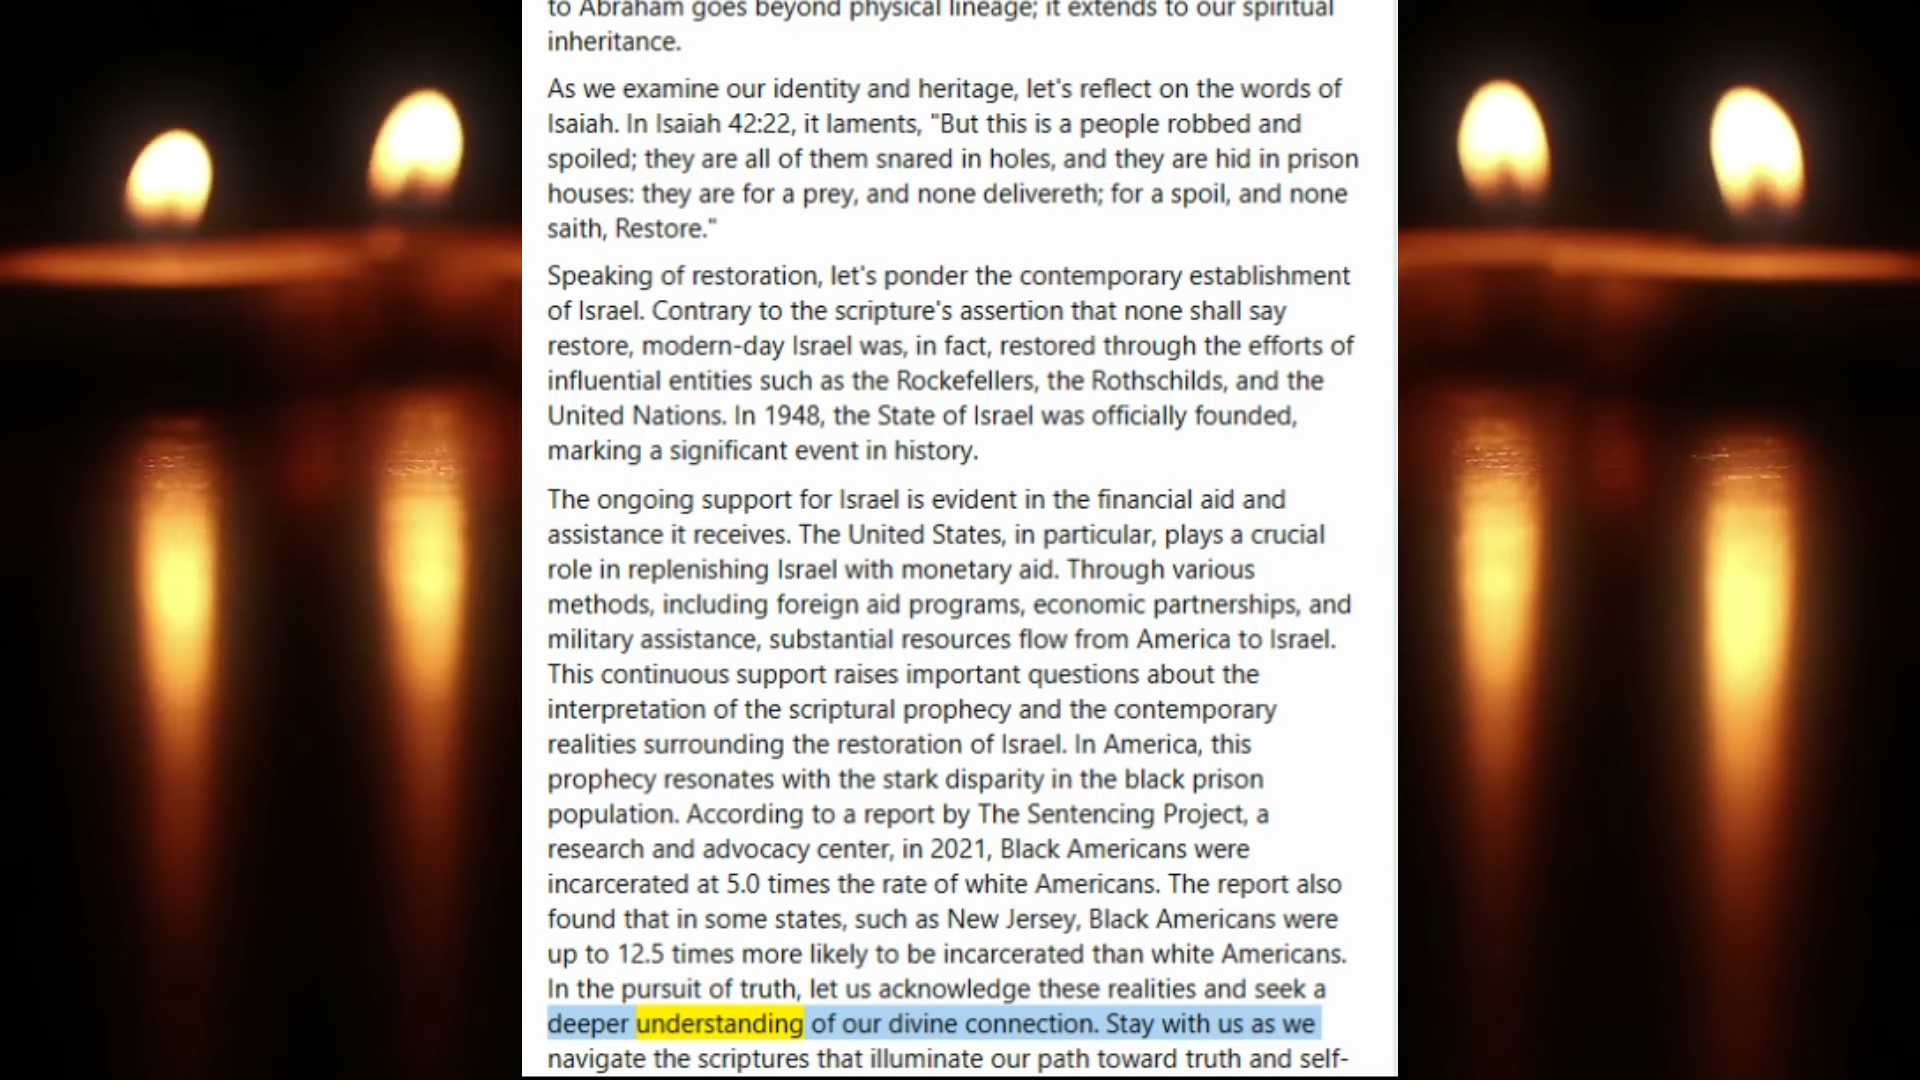 to Abraham goes beyond physical lineage; it extends to our spiritual
inheritance.
As we examine our identity and heritage, let's reflect on the words of
Isaiah. In Isaiah 42:22, it laments, "But this is a people robbed and
spoiled; they are all of them snared in holes, and they are hid in prison
houses: they are for a prey, and none delivereth; for a spoil, and none
saith, Restore."
Speaking of restoration, let's ponder the contemporary establishment
of Israel. Contrary to the scripture's assertion that none shall say
restore, modern-day Israel was, in fact, restored through the efforts of
influential entities such as the Rockefellers, the Rothschilds, and the
United Nations. In 1948, the State of Israel was officially founded,
marking a significant event in history.
The ongoing support for Israel is evident in the financial aid and
assistance it receives. The United States, in particular, plays a crucial
role in replenishing Israel with monetary aid. Through various
methods, including foreign aid programs, economic partnerships, and
military assistance, substantial resources flow from America to Israel.
This continuous support raises important questions about the
interpretation of the scriptural prophecy and the contemporary
realities surrounding the restoration of Israel. In America, this
prophecy resonates with the stark disparity in the black prison
population. According to a report by The Sentencing Project, a
research and advocacy center, in 2021, Black Americans were
incarcerated at 5.0 times the rate of white Americans. The report also
found that in some states, such as New Jersey, Black Americans were
up to 12.5 times more likely to be incarcerated than white Americans.
In the pursuit of truth, let us acknowledge these realities and seek a
deeper understanding of our divine connection. Stay with us as we
navigate the scriptures that illuminate our path toward truth and self-